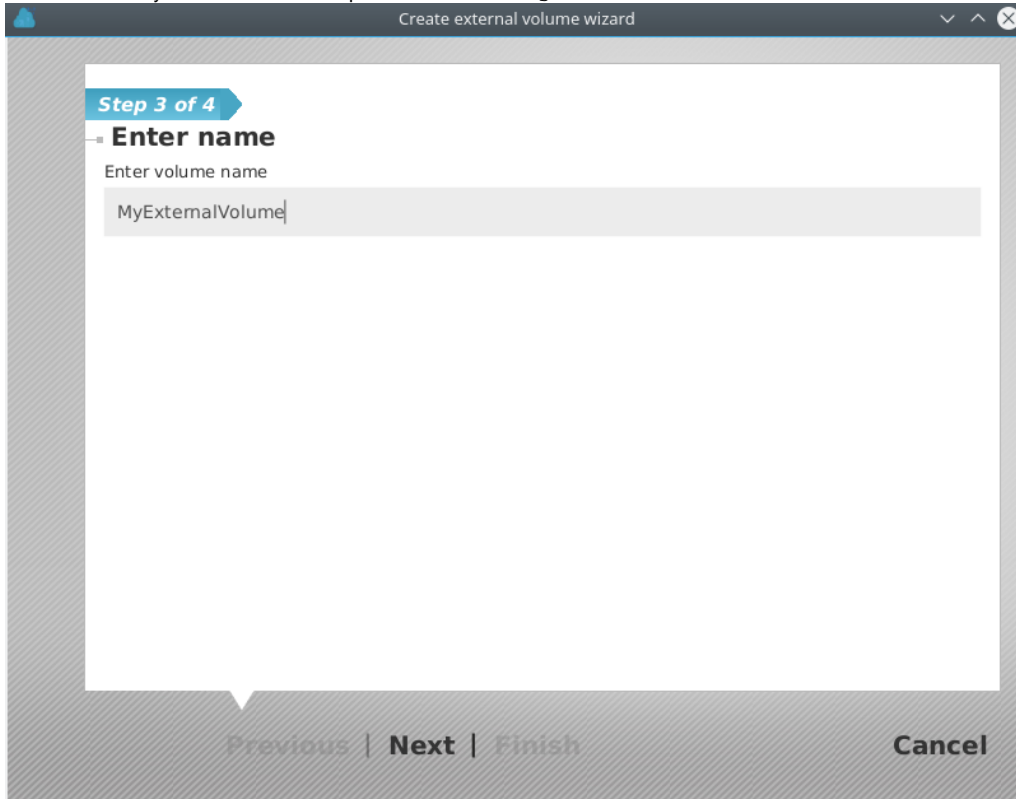 Create external volume wizard
Step 3 of 4
Enter name
Enter volume name
MyExternalVolume
Previous | Next | Finish
Cancel